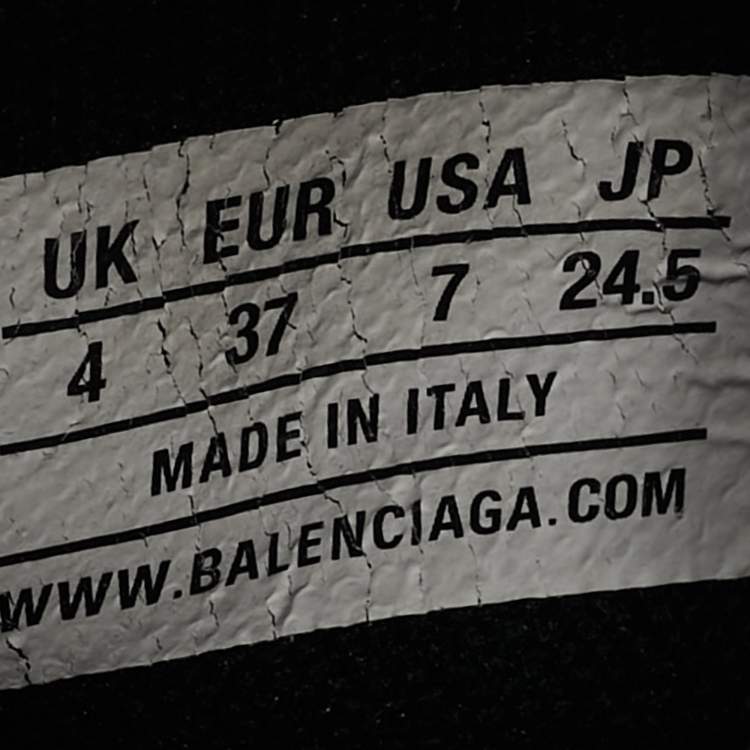 UK EUR USA JP
4 37 7 24.5
MADE IN ITALY
WWW.BALENCIAGA.COM